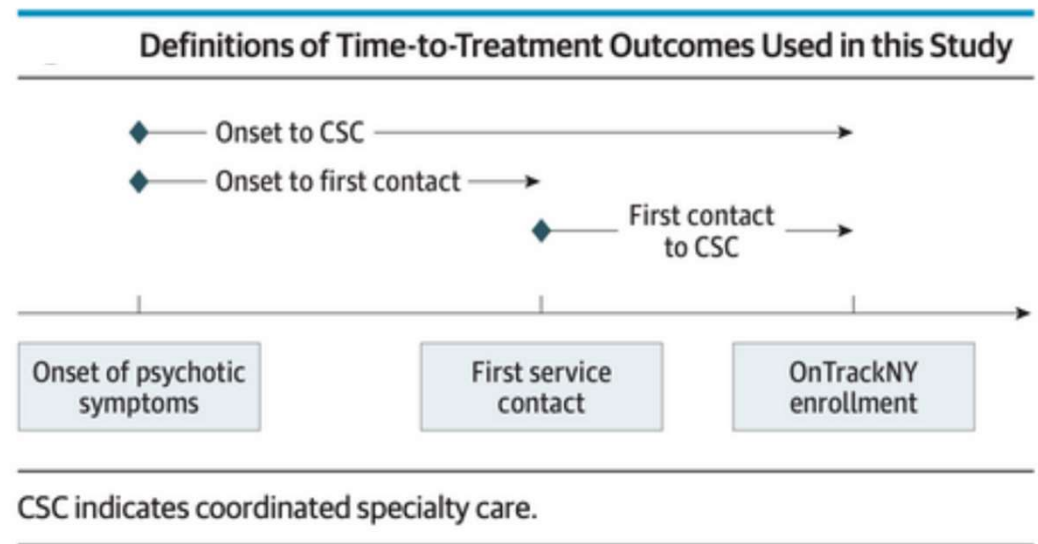 Definitions of Time-to-Treatment Outcomes Used in this Study
Onset to CSC
Onset to first contact
First contact
to CSC
Onset of psychotic
symptoms
First service
contact
OnTrackNY
enrollment
CSC indicates coordinated specialty care.